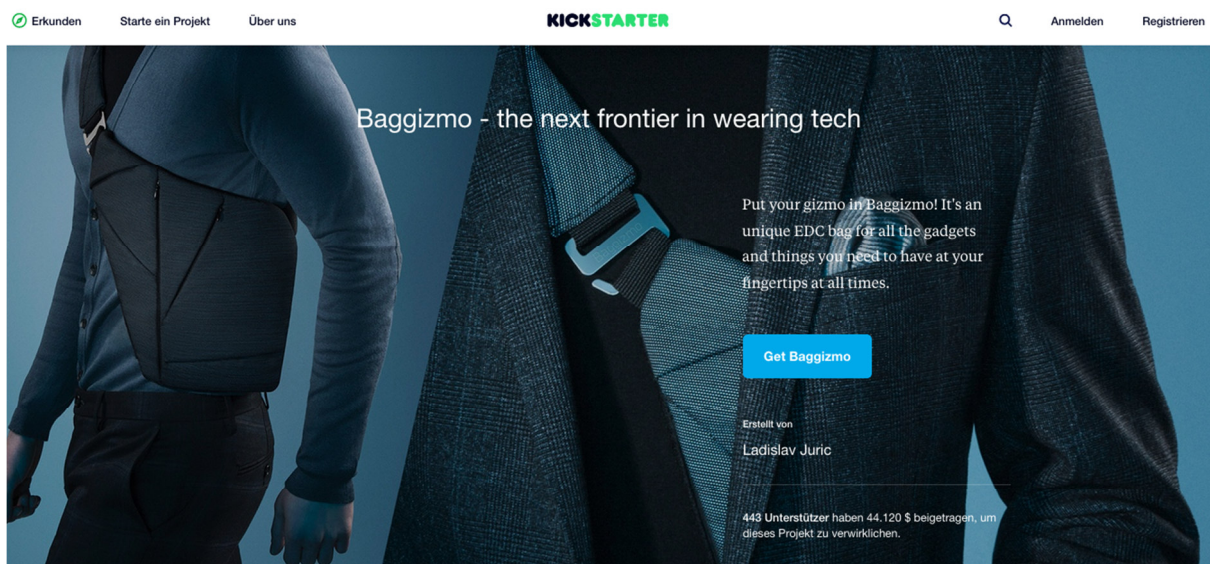 Erkunden Starte ein Projekt Über uns KICKSTARTER Anmelden Registrieren
Baggizmo - the next frontier in wearing tech
Put your gizmo in Baggizmo! It's an
unique EDC bag for all the gadgets
and things you need to have at your
fingertips at all times.
Get Baggizmo
Erstellt von
Ladislav Juric
443 Unterstützer haben 44.120 $ beigetragen, um
dieses Projekt zu verwirklichen.